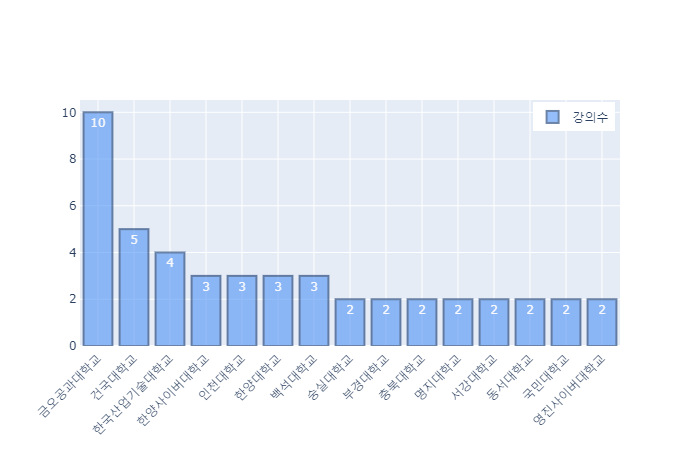 강의수
10
8
6
4
2
0
10
5
4
3
3
3
3
2
2
2
2
2
2
2
2
금오공과대학교
건국대학교
한국산업기술대학교
한양사이버대학교
인천대학교
한양대학교
백석대학교
숭실대학교
부경대학교
충북대학교
명지대학교
서강대학교
동서대학교
국민대학교
영진사이버대학교